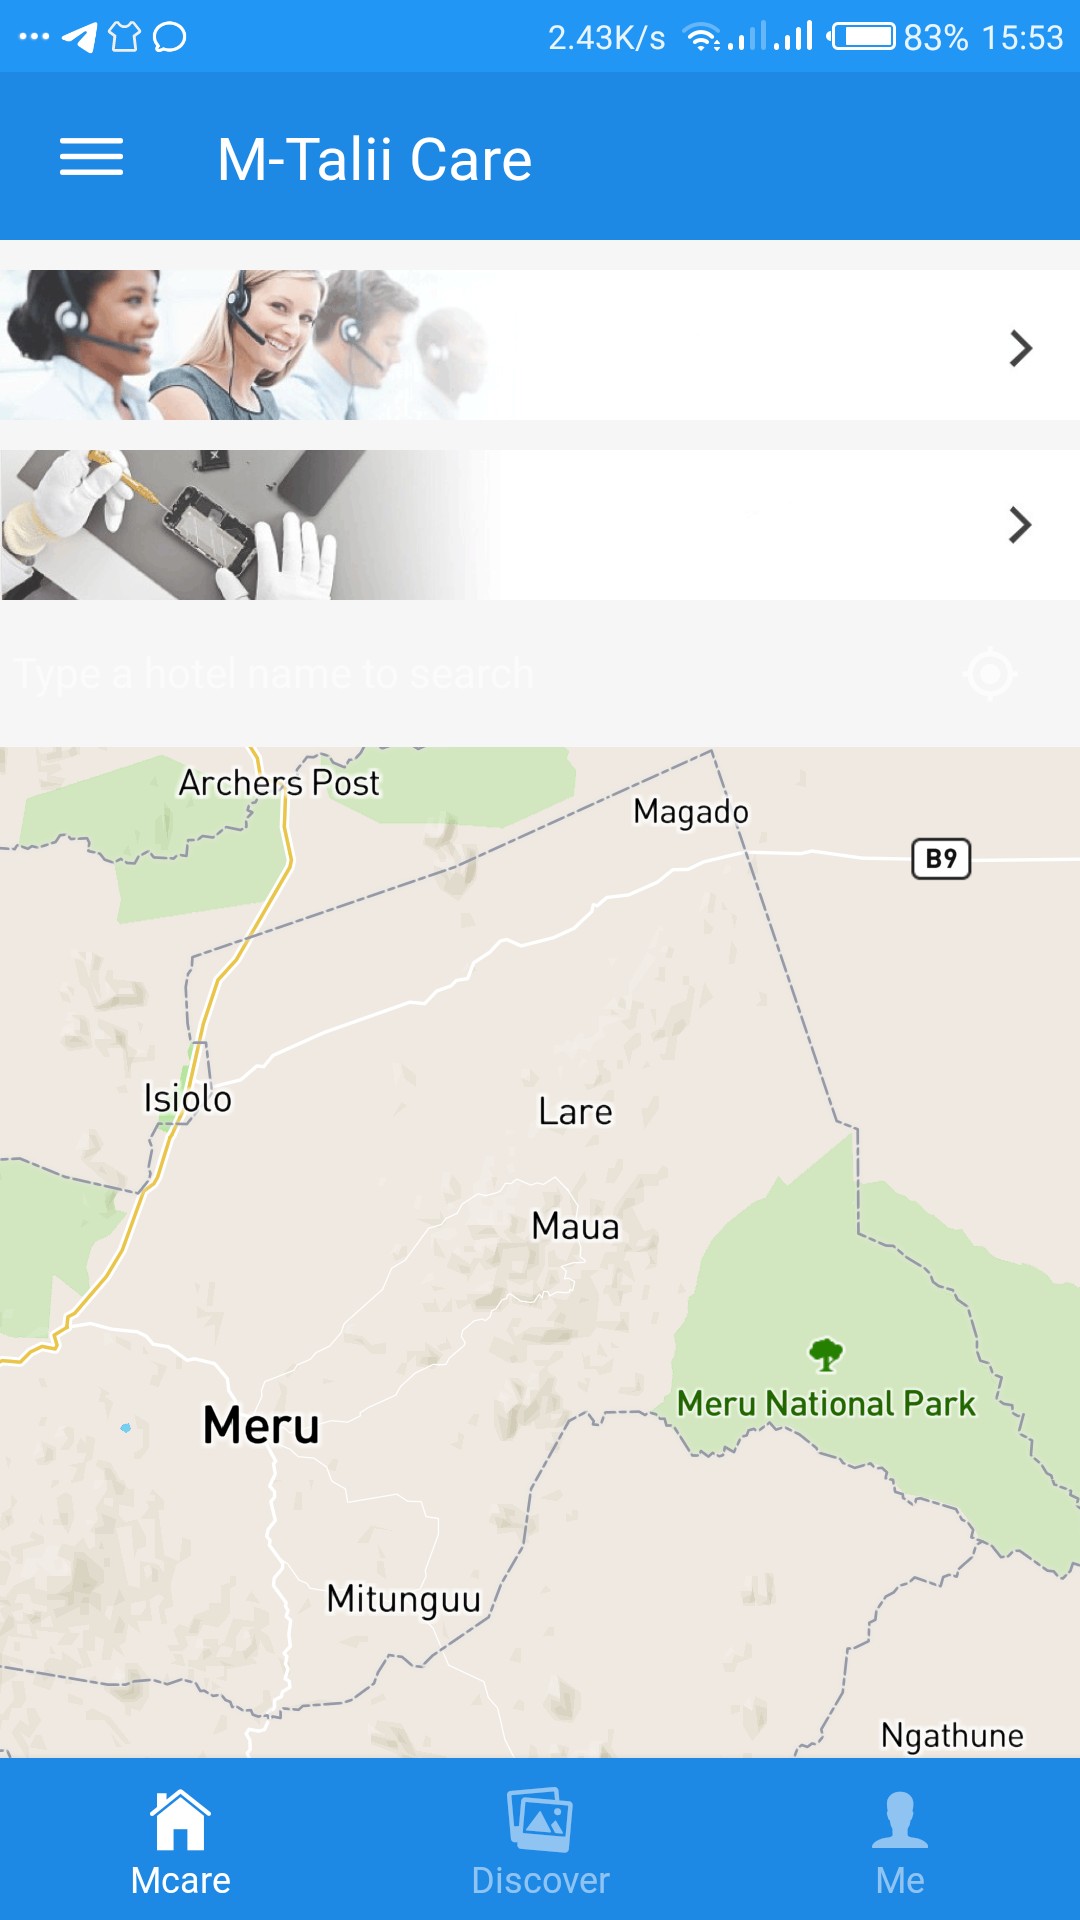 2.43K/s 83% 15:53
M-Talii Care
Type a hotel name to search
Archers Post
Magado
B9
Isiolo
Lare
Maua
Meru National Park
Meru
Mitunguu
Ngathune
Mcare Discover Me